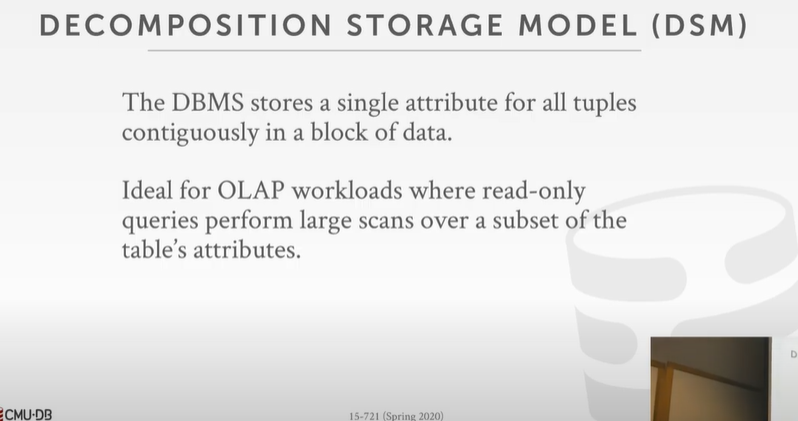 DECOMPOSITION STORAGE MODEL (DSM)
The DBMS stores a single attribute for all tuples
contiguously in a block of data.
Ideal for OLAP workloads where read-only
queries perform large scans over a subset of the
table's attributes.
D
CMU·DB
15-721 (Spring 2020)